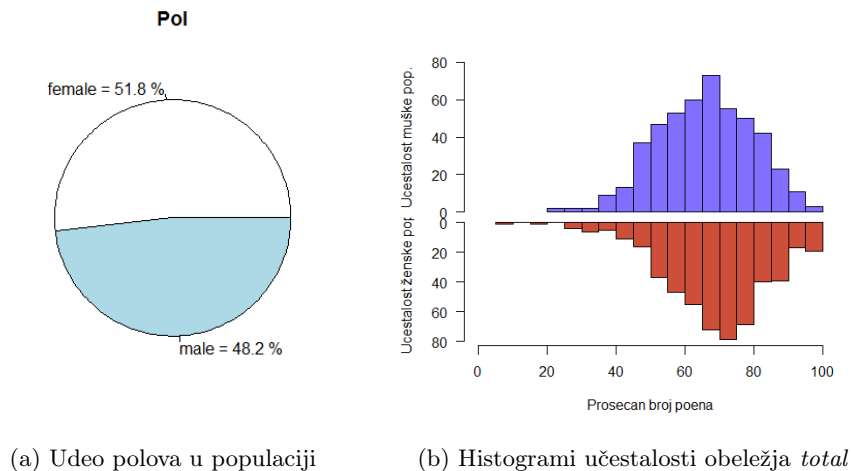 Pol
female = 51.8 %
male = 48.2 %
Ucestalost muške pop.
80
60
40
20
0
Ucestalost ženske pop
0
20
40
60
80
0 20 40 60 80 100
Prosecan broj poena
(a) Udeo polova u populaciji
(b) Histogrami učestalosti obeležja total